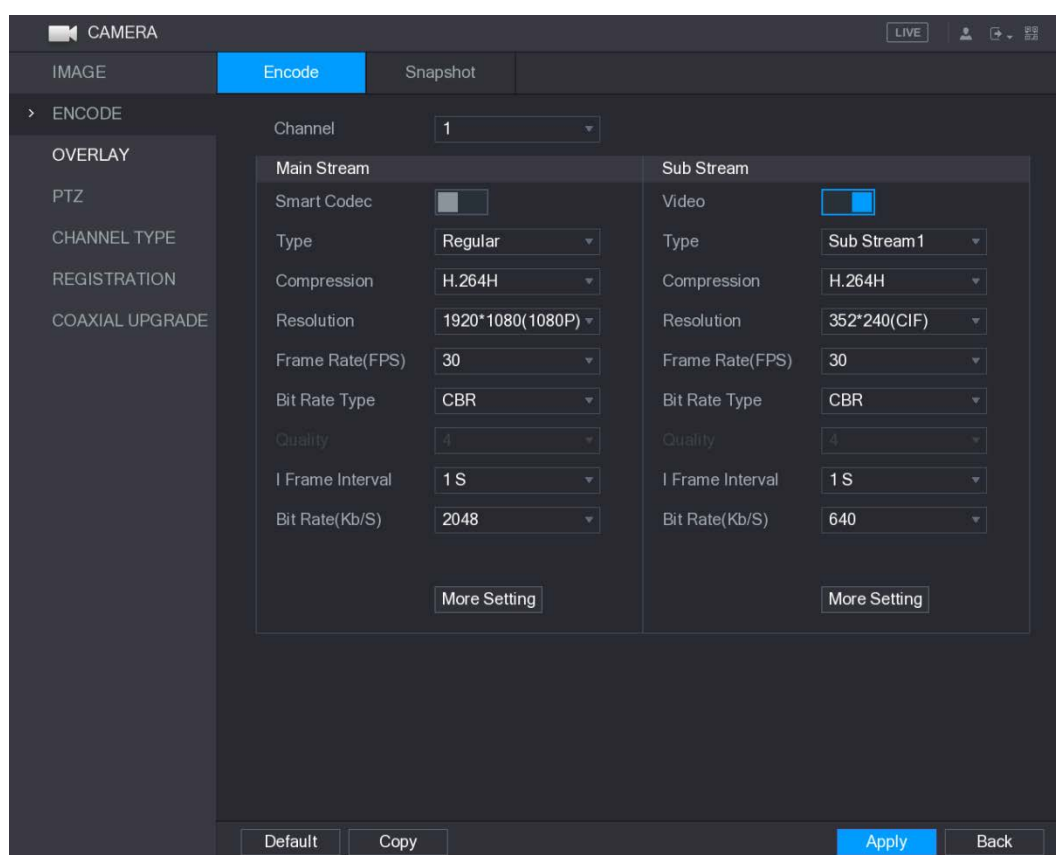 CAMERA
LIVE
IMAGE
Encode Snapshot
ENCODE
Channel 1
OVERLAY
Main Stream Sub Stream
PTZ
Smart Codec Video
CHANNEL TYPE
Type Regular Type Sub Stream1
REGISTRATION
Compression H.264H Compression H.264H
COAXIAL UPGRADE
Resolution 1920*1080(1080P) Resolution 352*240(CIF)
Frame Rate(FPS) 30 Frame Rate(FPS) 30
Bit Rate Type CBR Bit Rate Type CBR
Quality 4 Quality 4
I Frame Interval 1 S I Frame Interval 1 S
Bit Rate(Kb/S) 2048 Bit Rate(Kb/S) 640
More Setting More Setting
Default Copy Apply Back